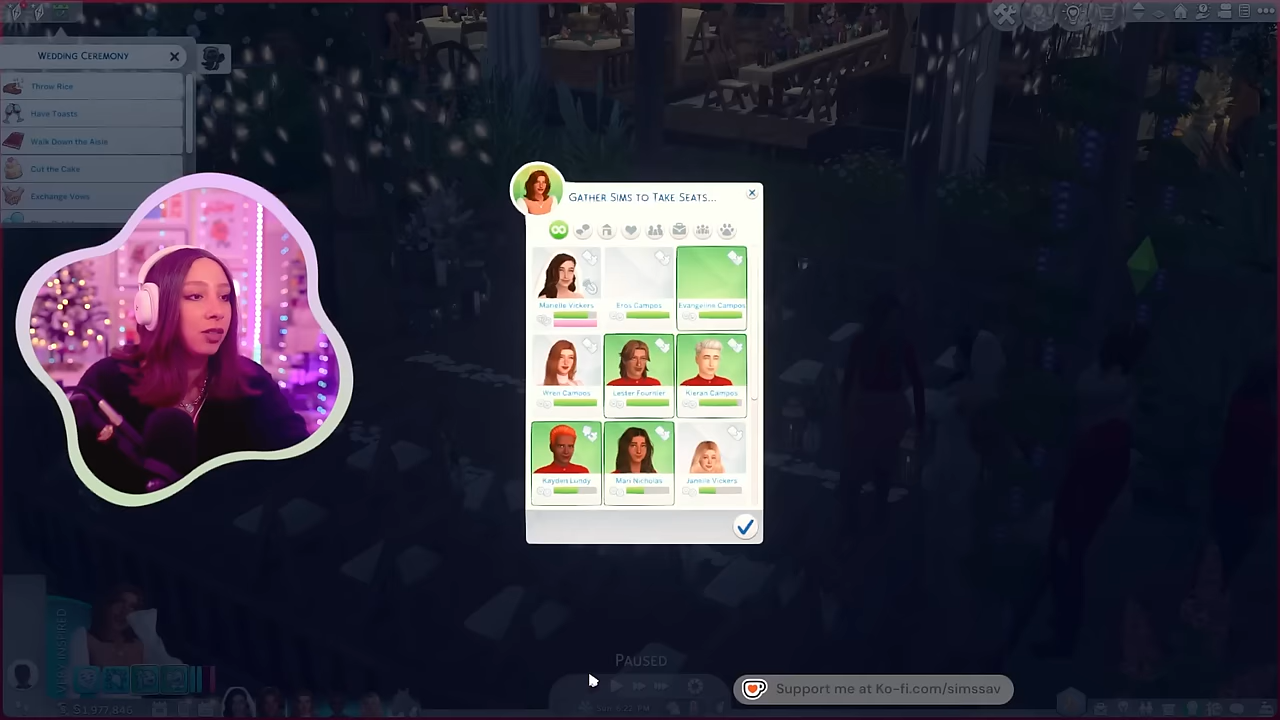 WEDDING CEREMONY
Throw Rice
Have Toasts
Walk Down the Aisle
Cut the Cake
Exchange Vows
GATHER SIMS TO TAKE SEATS...
Marielle Vickers
Eros Campos
Evangeline Campos
Wren Campos
Lester Fournier
Kieran Campos
Kayden Lundy
Mari Nicholas
VERY INSPIRED
PAUSED
Support me at Ko-fi.com/simssav